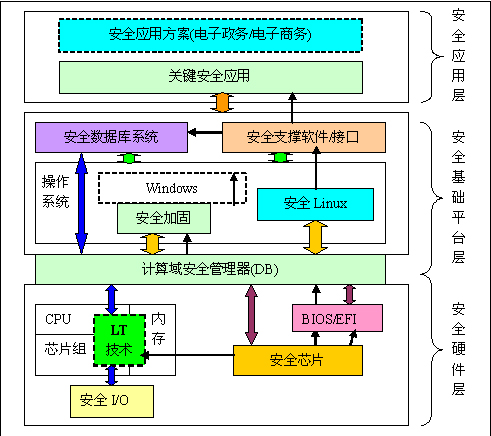 安全应用方案(电子政务/电子商务)
关键安全应用
安全应用层
安全数据库系统
安全支撑软件/接口
操作
系统
Windows
安全加固
安全 Linux
安全基础平台层
计算域安全管理器(DB)
CPU
内
存
芯片组
LT
技术
BIOS/EFI
安全芯片
安全 I/O
安全硬件层